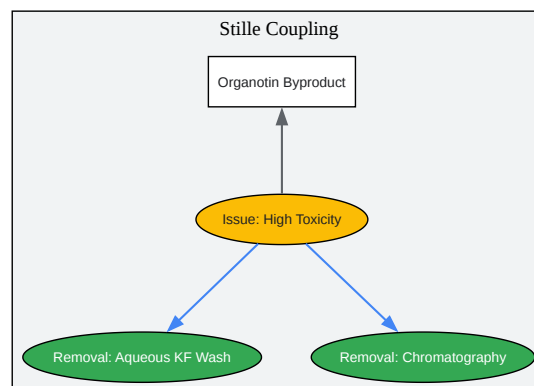 Stille Coupling
Organotin Byproduct
Issue: High Toxicity
Removal: Aqueous KF Wash
Removal: Chromatography